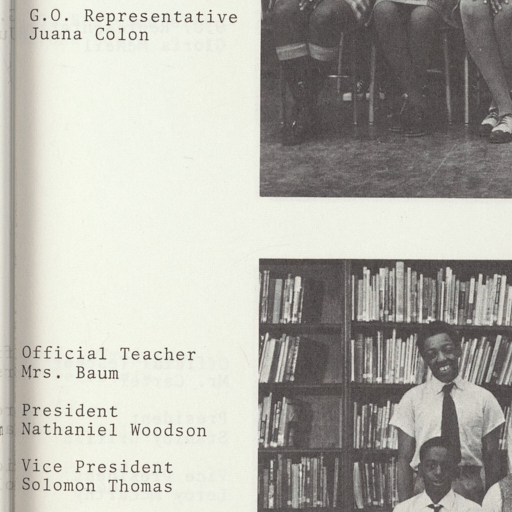 G.O. Representative
Juana Colon
Official Teacher
Mrs. Baum
President
Nathaniel Woodson
Vice President
Solomon Thomas